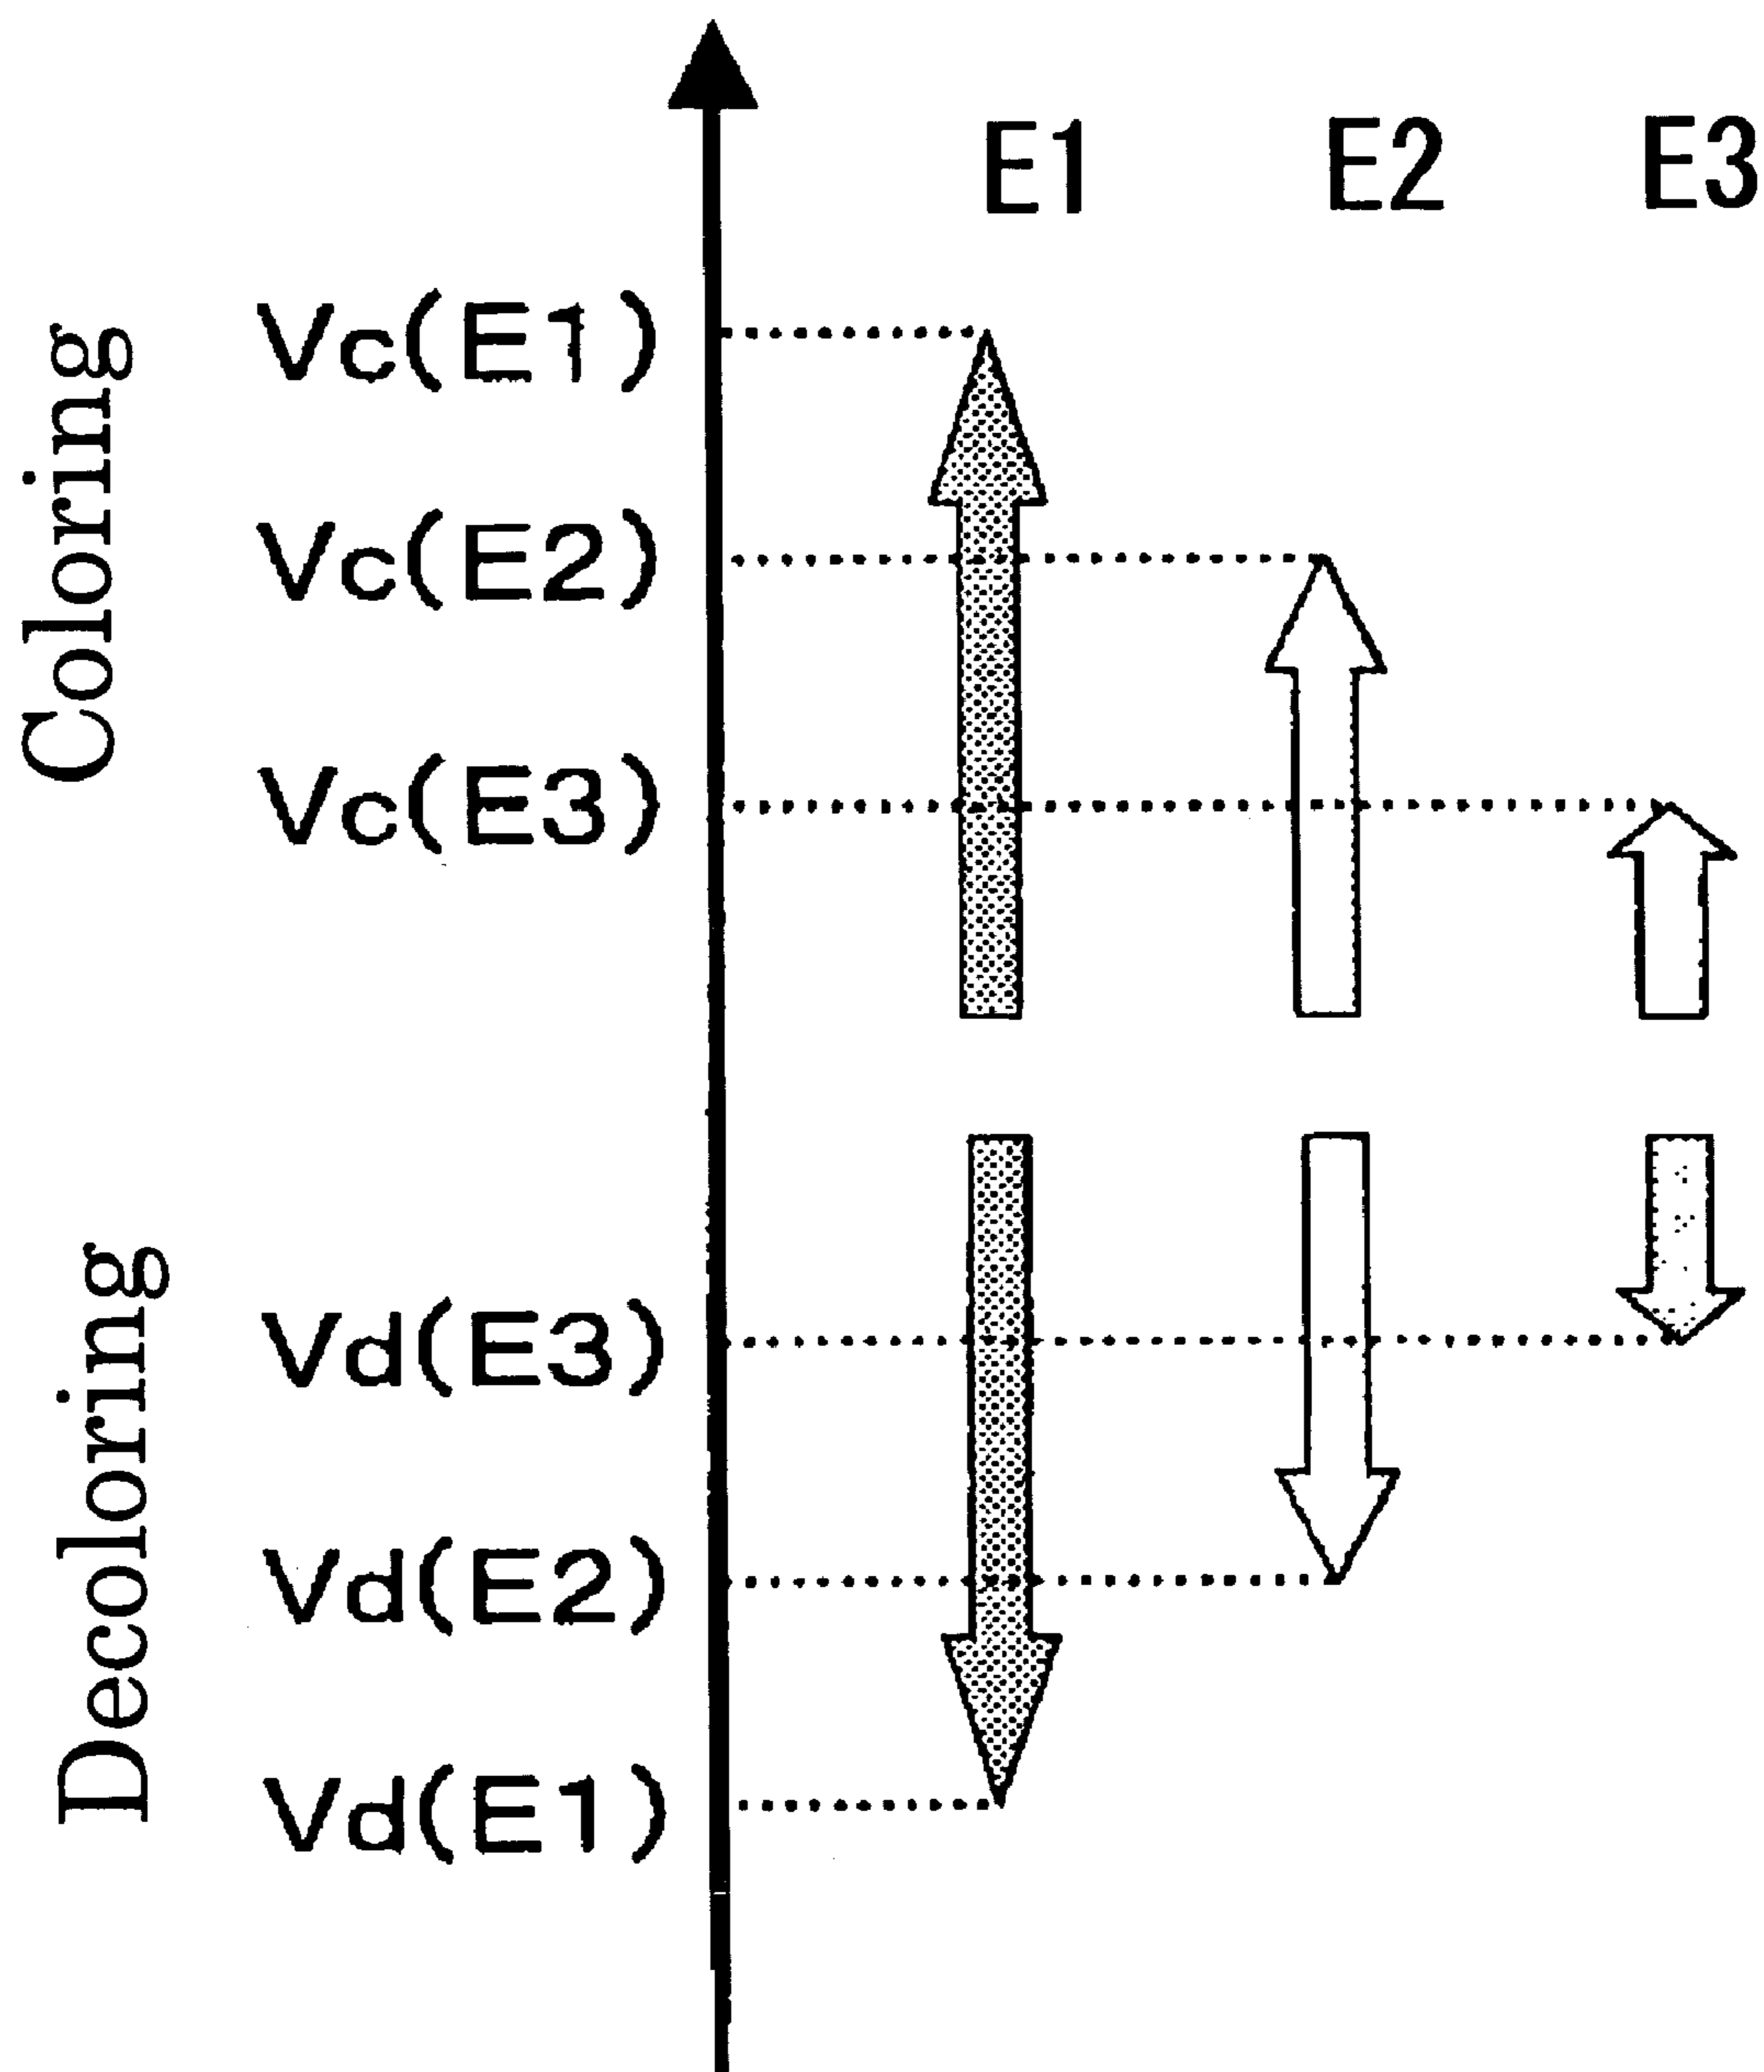 E1 E2 E3
Coloring
Vc(E1)
Vc(E2)
Vc(E3)
Decoloring
Vd(E3)
Vd(E2)
Vd(E1)